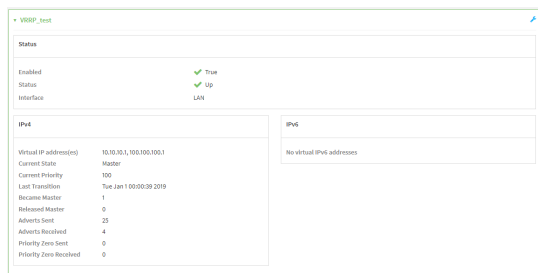 VRRP_test
Status
Enabled True
Status Up
Interface LAN
IPv4
Virtual IP address(es) 10.10.10.1, 100.100.100.1
Current State Master
Current Priority 100
Last Transition Tue Jan 1 00:00:39 2019
Became Master 1
Released Master 0
Adverts Sent 25
Adverts Received 4
Priority Zero Sent 0
Priority Zero Received 0
IPv6
No virtual IPv6 addresses